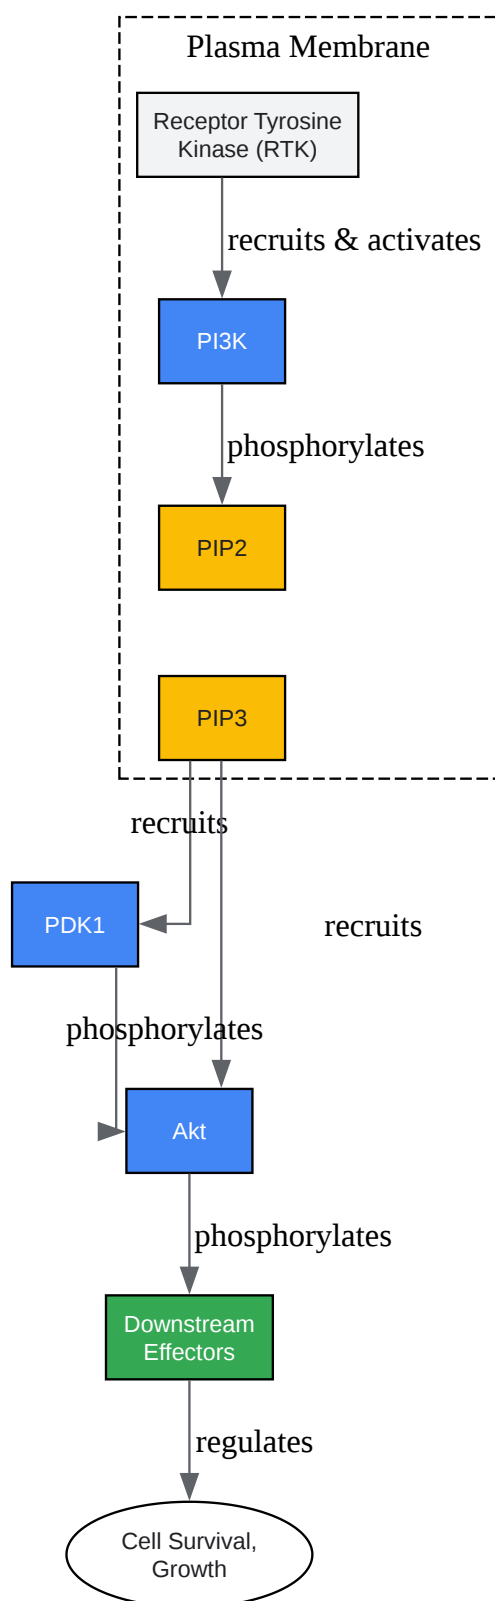 Plasma Membrane
Receptor Tyrosine
Kinase (RTK)
recruits & activates
PI3K
phosphorylates
PIP2
PIP3
recruits
PDK1
recruits
phosphorylates
Akt
phosphorylates
Downstream
Effectors
regulates
Cell Survival,
Growth